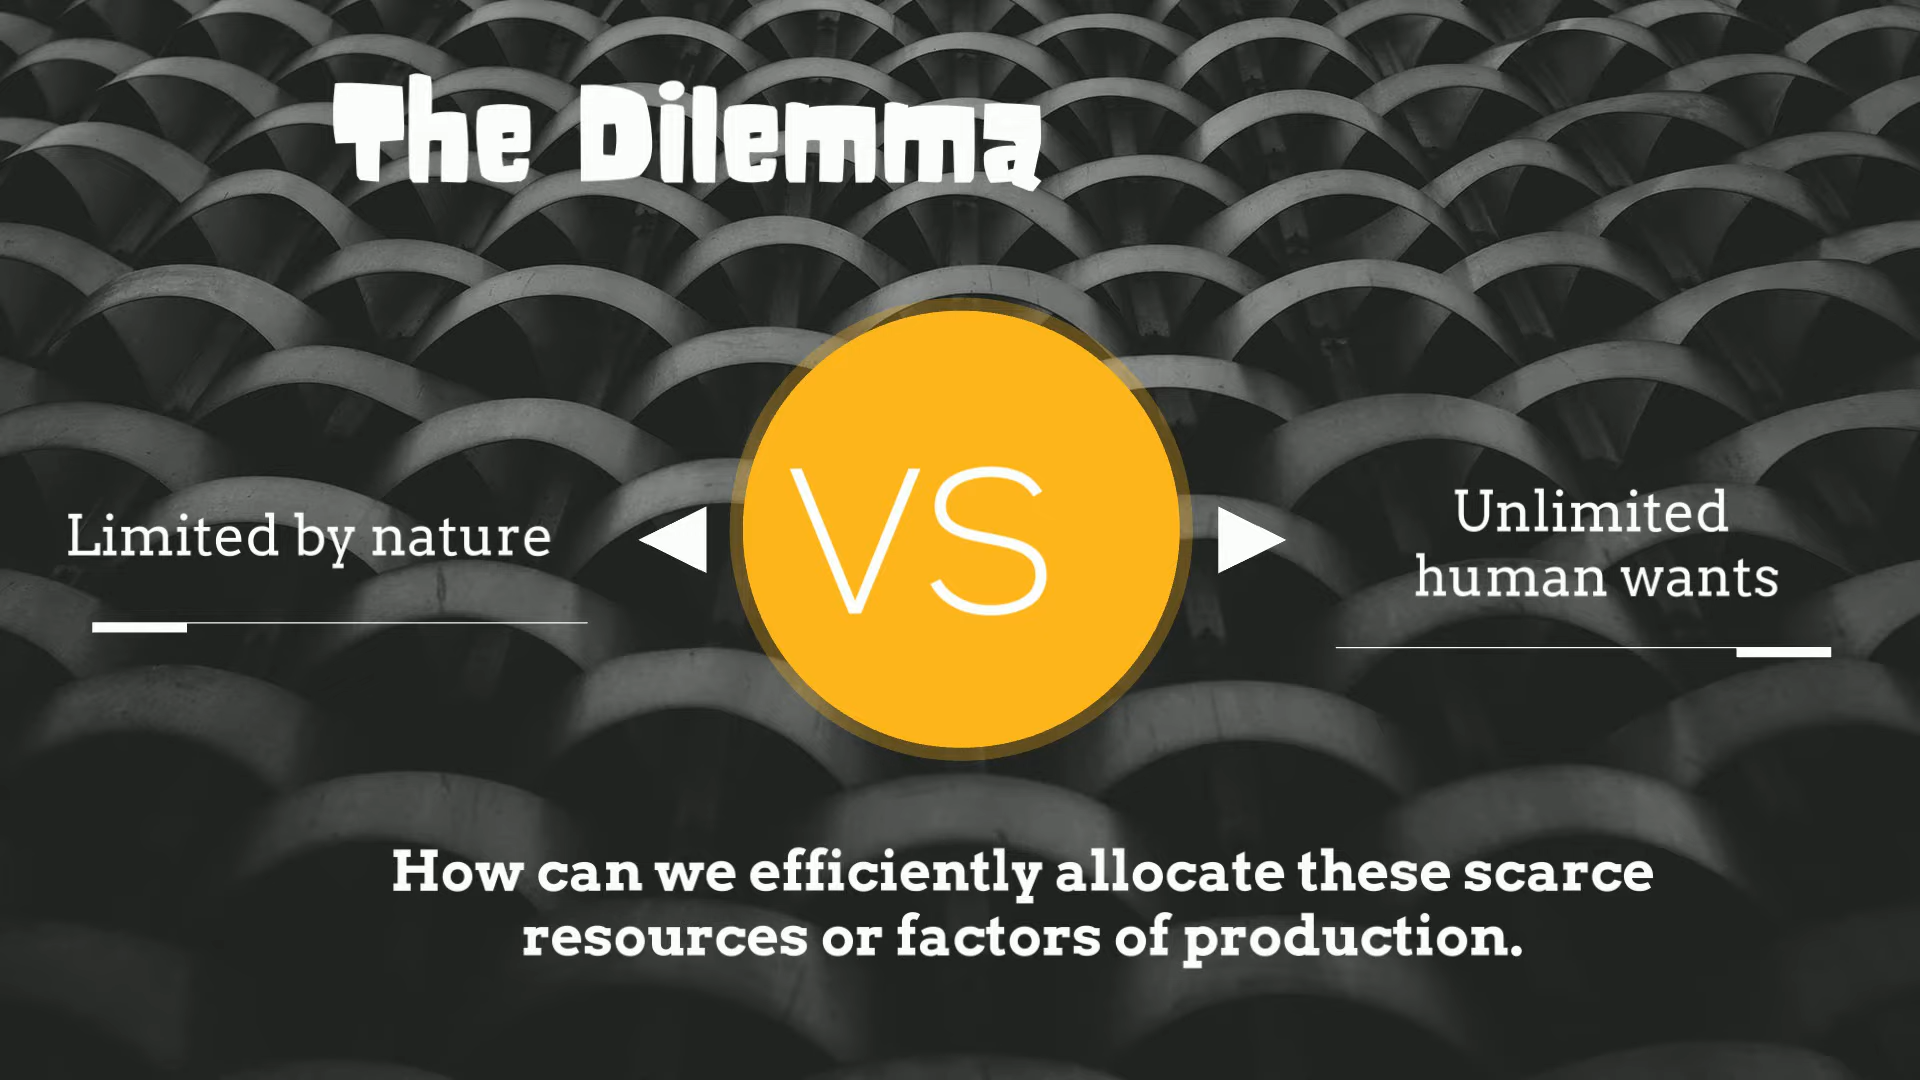 The Dilemma
Limited by nature
VS
Unlimited
human wants
How can we efficiently allocate these scarce
resources or factors of production.